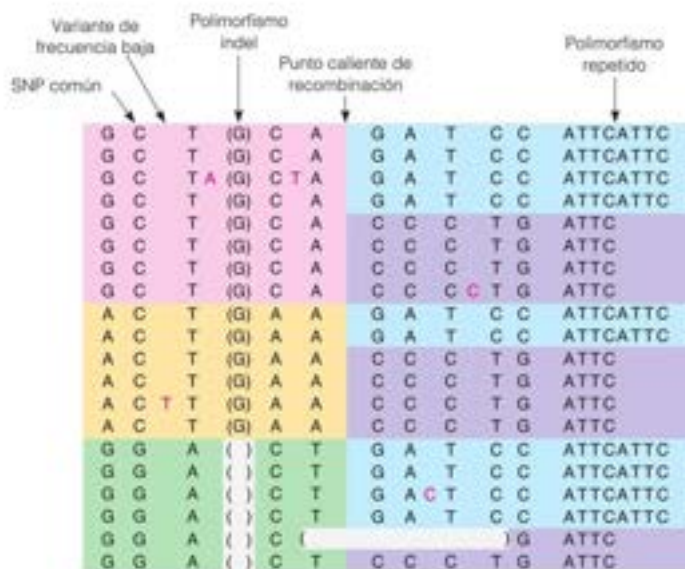 Variante de
frecuencia baja
Polimorfismo
indel
SNP común
Punto caliente de
recombinación
Polimorfismo
repetido
G C T (G) C A G A T C C ATTCATTC
G C T (G) C A G A T C C ATTCATTC
G C T A (G) C T A G A T C C ATTCATTC
G C T (G) C A G A T C C ATTCATTC
G C T (G) C A C C C T G ATTC
G C T (G) C A C C C T G ATTC
G C T (G) C A C C C T G ATTC
G C T (G) C A C C C C T G ATTC
A C T (G) A A G A T C C ATTCATTC
A C T (G) A A G A T C C ATTCATTC
A C T (G) A A C C C T G ATTC
A C T (G) A A C C C T G ATTC
A C T T (G) A A C C C T G ATTC
A C T (G) A A C C C T G ATTC
G G A ( ) C T G A T C C ATTCATTC
G G A ( ) C T G A T C C ATTCATTC
G G A ( ) C T G A C T C C ATTCATTC
G G A ( ) C T G A T C C ATTCATTC
G G A ( ) C ( ) G ATTC
G G A ( ) C T C C C T G ATTC